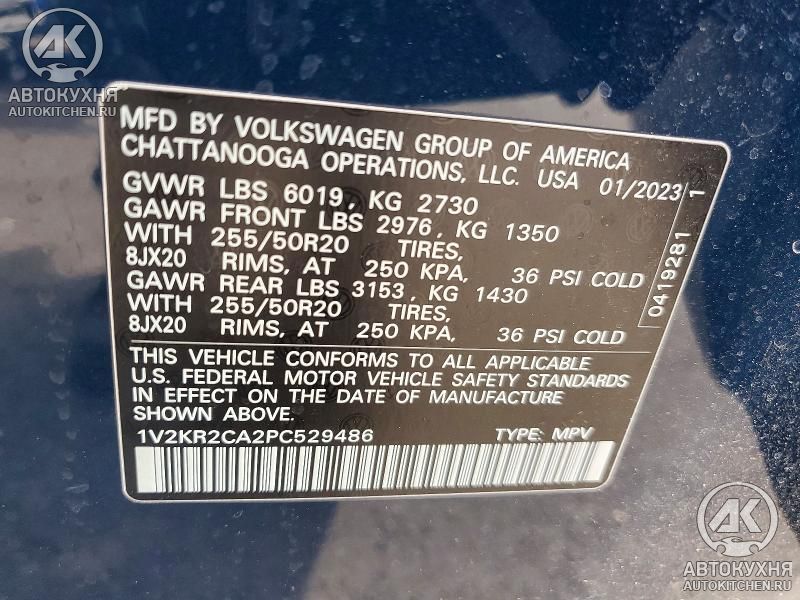 АК
АВТОКУХНЯ
AUTOKITCHEN.RU
MFD BY VOLKSWAGEN GROUP OF AMERICA
CHATTANOOGA OPERATIONS, LLC. USA 01/2023
GVWR LBS 6019, KG 2730
GAWR FRONT LBS 2976, KG 1350
WITH 255/50R20 TIRES,
8JX20 RIMS, AT 250 KPA, 36 PSI COLD
GAWR REAR LBS 3153, KG 1430
WITH 255/50R20 TIRES,
8JX20 RIMS, AT 250 KPA, 36 PSI COLD
0419281 1
THIS VEHICLE CONFORMS TO ALL APPLICABLE
U.S. FEDERAL MOTOR VEHICLE SAFETY STANDARDS
IN EFFECT ON THE DATE OF MANUFACTURE
SHOWN ABOVE
1V2KR2CA2PC529486 TYPE: MPV
АК
АВТОКУХНЯ
AUTOKITCHEN.RU